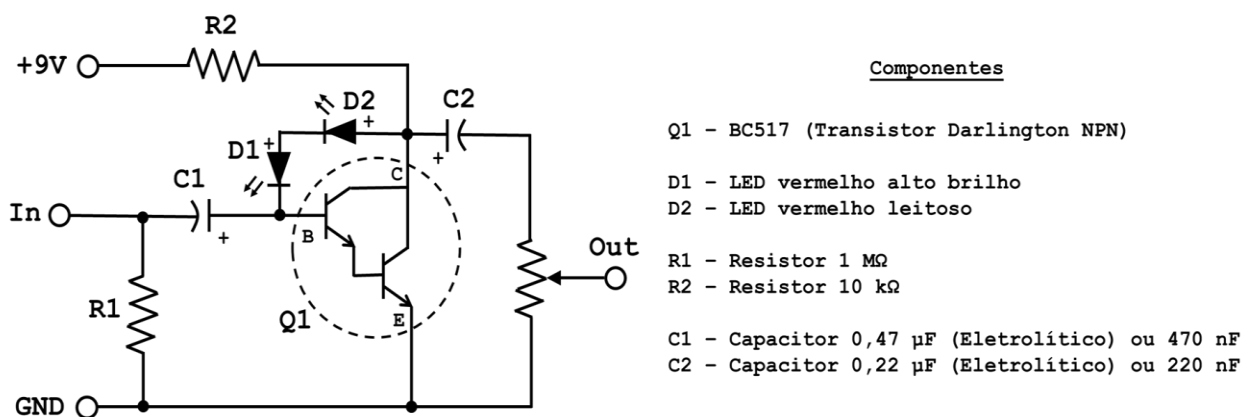 R2
+9V
D2
C2
+
+
D1
+
C
C1
In
+
B
Out
R1
Q1
E
GND
Componentes
Q1 – BC517 (Transistor Darlington NPN)
D1 – LED vermelho alto brilho
D2 – LED vermelho leitoso
R1 – Resistor 1 MΩ
R2 – Resistor 10 kΩ
C1 – Capacitor 0,47 µF (Eletrolítico) ou 470 nF
C2 – Capacitor 0,22 µF (Eletrolítico) ou 220 nF